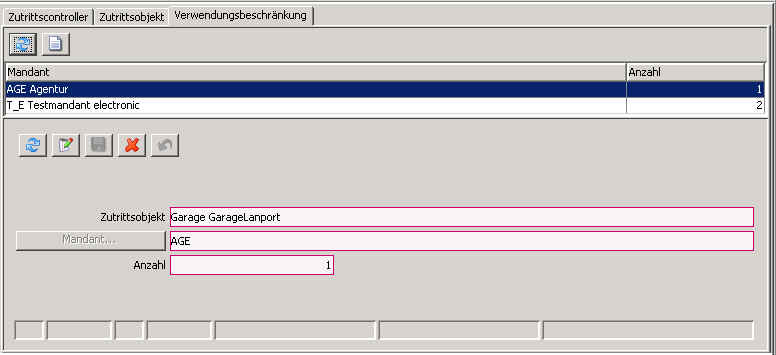 Zutrittscontroller Zutrittsobjekt Verwendungsbeschränkung
Mandant Anzahl
AGE Agentur 1
T_E Testmandant electronic 2
Zutrittsobjekt Garage GarageLanport
Mandant... AGE
Anzahl 1